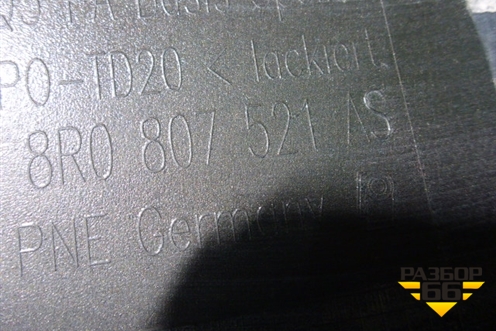 PO-TD20 < lackiert
8R0 807 521 AS
PNE Germany
РАЗБОР
66